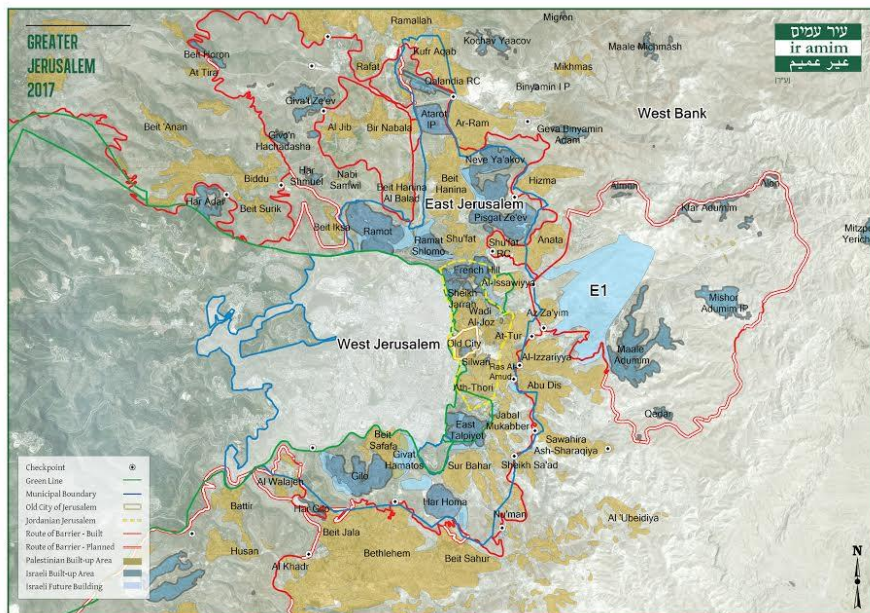 GREATER
JERUSALEM
2017
עיר עמים
ir amim
عير عميم
Ramallah
Migron
Kufr Aqab
Kochav Yaacov
Maale Michmash
Beit Horon
Rafat
At Tira
Qalandia RC
Mikhmas
Binyamin I P
Giva't Ze'ev
Atarot
IP
West Bank
Al Jib
Bir Nabala
Ar-Ram
Geva Binyamin
Adam
Beit 'Anan
Giv'on
Hachadasha
Neve Ya'akov
Har
Shmuel
Nabi
Samwil
Beit Hanina
Al Balad
Beit
Hanina
Hizma
Biddu
Almon
Alon
Har Adar
Beit Surik
East Jerusalem
Pisgat Ze'ev
Kfar Adumim
Beit Iksa
Ramot
Ramat
Shlomo
Shu'fat
Shu'fat
RC
Anata
Mitzpe
Yericho
French Hill
Al-Issawiyya
E1
Sheikh
Jarrah
Mishor
Adumim IP
Wadi
Al-Joz
Az-Za'yim
West Jerusalem
Old City
At-Tur
Al-Izzariyya
Maale
Adumim
Silwan
Ras Al-
Amud
Abu Dis
Ath-Thori
Qedar
Jabal
Mukabber
East
Talpiyot
Sawahira
Ash-Sharaqiya
Beit
Safafa
Givat
Hamatos
Sur Bahar
Sheikh Sa'ad
Gilo
Al Walajeh
Har Homa
Har Gilo
Nu'man
Battir
Al 'Ubeidiya
Beit Jala
Husan
Bethlehem
Beit Sahur
Al Khadr
Checkpoint
Green Line
Municipal Boundary
Old City of Jerusalem
Jordanian Jerusalem
Route of Barrier - Built
Route of Barrier - Planned
Palestinian Built-up Area
Israeli Built-up Area
Israeli Future Building
N